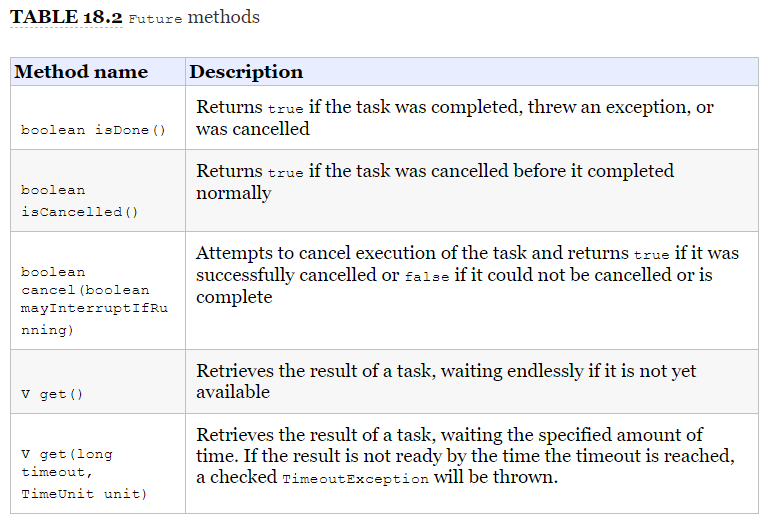 TABLE 18.2 Future methods
Method name
Description
boolean isDone()
Returns true if the task was completed, threw an exception, or
was cancelled
boolean
isCancelled()
Returns true if the task was cancelled before it completed
normally
boolean
cancel(boolean
mayInterruptIfRu
nning)
Attempts to cancel execution of the task and returns true if it was
successfully cancelled or false if it could not be cancelled or is
complete
V get()
Retrieves the result of a task, waiting endlessly if it is not yet
available
V get(long
timeout,
TimeUnit unit)
Retrieves the result of a task, waiting the specified amount of
time. If the result is not ready by the time the timeout is reached,
a checked TimeoutException will be thrown.